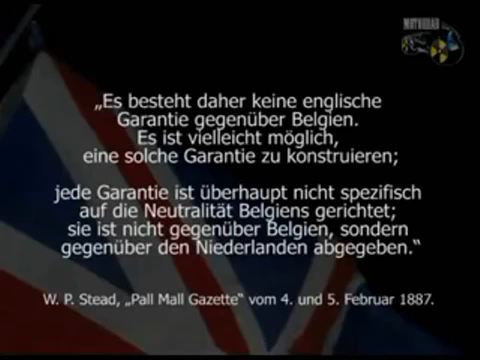 MYTHOLAB
„Es besteht daher keine englische
Garantie gegenüber Belgien.
Es ist vielleicht möglich,
eine solche Garantie zu konstruieren;
jede Garantie ist überhaupt nicht spezifisch
auf die Neutralität Belgiens gerichtet;
sie ist nicht gegenüber Belgien, sondern
gegenüber den Niederlanden abgegeben.“
W. P. Stead, „Pall Mall Gazette“ vom 4. und 5. Februar 1887.